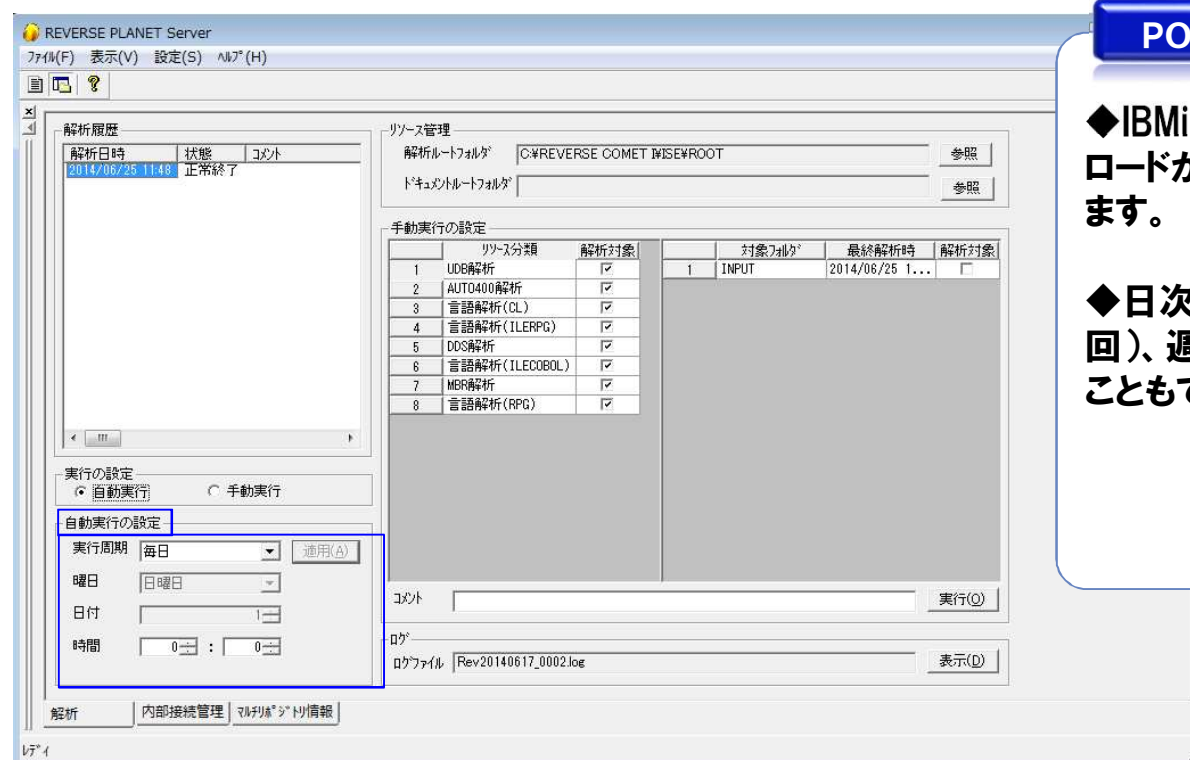 REVERSE PLANET Server
ﾌｧｲﾙ(F) 表示(V) 設定(S) ﾍﾙﾌﾟ(H)
解析履歴
解析日時 状態 ｺﾒﾝﾄ
2014/06/25 11:48 正常終了
実行の設定
自動実行 手動実行
自動実行の設定
実行周期 毎日 適用(A)
曜日 日曜日
日付 1
時間 0 : 0
ﾘｿｰｽ管理
解析ﾙｰﾄﾌｫﾙﾀﾞ C:¥REVERSE COMET I¥ISE¥ROOT 参照
ﾄﾞｷｭﾒﾝﾄﾙｰﾄﾌｫﾙﾀﾞ 参照
手動実行の設定
ﾘｿｰｽ分類 解析対象
1 UDB解析
2 AUTO400解析
3 言語解析(CL)
4 言語解析(ILERPG)
5 DDS解析
6 言語解析(ILECOBOL)
7 MBR解析
8 言語解析(RPG)
対象ﾌｫﾙﾀﾞ 最終解析時 解析対象
1 INPUT 2014/06/25 1...
ｺﾒﾝﾄ 実行(O)
ﾛｸﾞ
ﾛｸﾞﾌｧｲﾙ Rev20140617_0002.log 表示(D)
解析 内部接続管理 ﾏﾙﾁﾘﾎﾟｼﾞﾄﾘ情報
ﾚﾃﾞｨ
PO
◆IBMi
ロードが
ます。
◆日次
回)、週
こともで